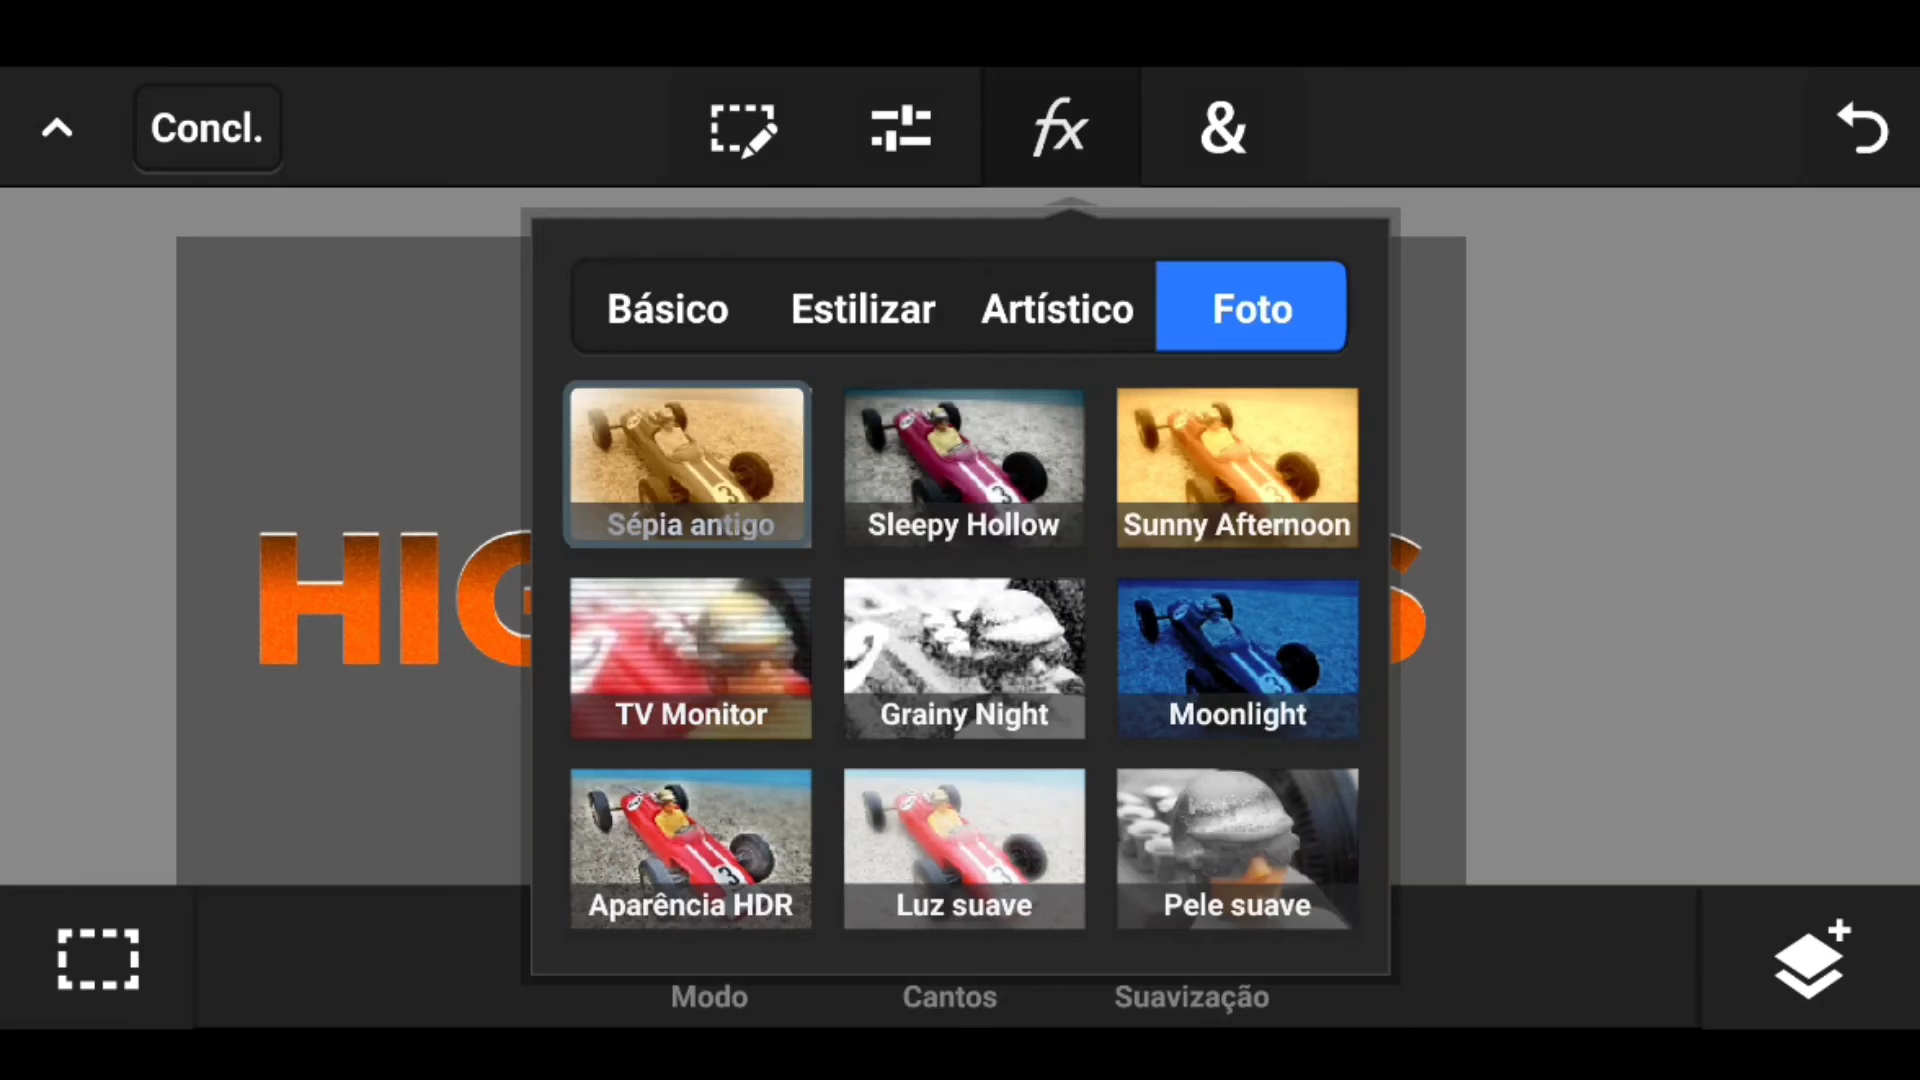 Concl.
fx
&
Básico Estilizar Artístico Foto
Sépia antigo Sleepy Hollow Sunny Afternoon
HIG S
TV Monitor Grainy Night Moonlight
Aparência HDR Luz suave Pele suave
Modo Cantos Suavização